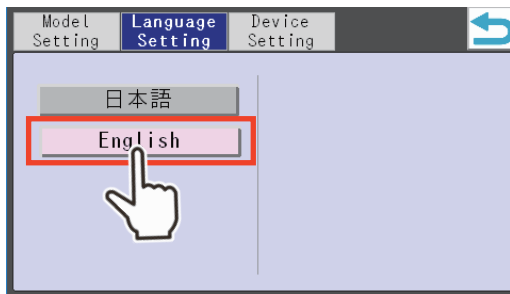 Model Setting
Language Setting
Device Setting
日本語
English